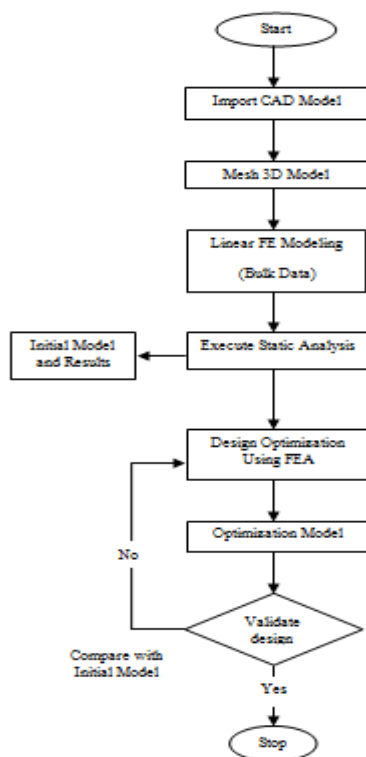 Start
Import CAD Model
Mesh 3D Model
Linear FE Modeling
(Bulk Data)
Initial Model
and Results
Execute Static Analysis
Design Optimization
Using FEA
Optimization Model
No
Validate
design
Compare with
Initial Model
Yes
Stop